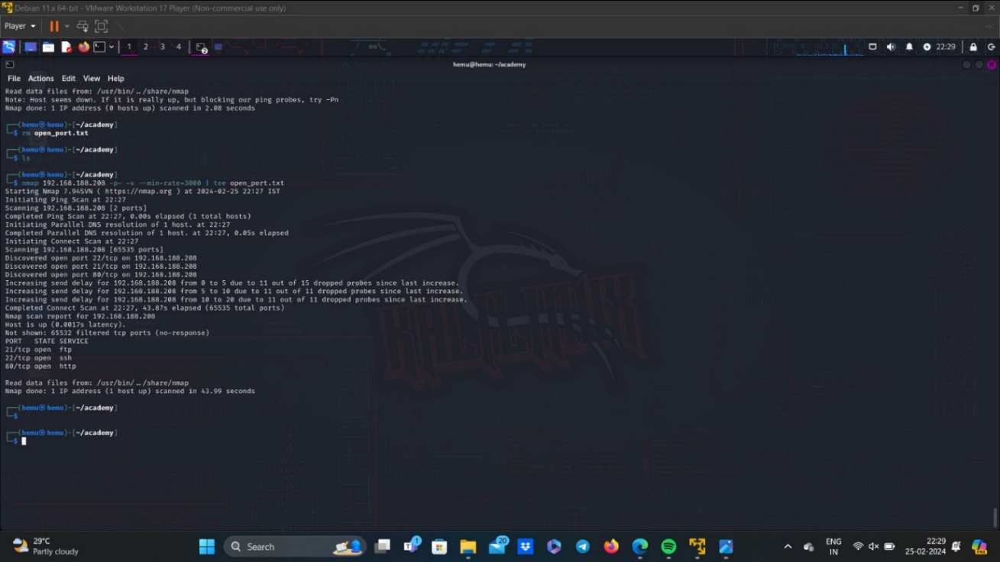 Debian 11.x 64-bit - VMware Workstation 17 Player (Non-commercial use only)
Player
1 2 3 4
22:29
hemu@hemu: ~/academy
File Actions Edit View Help
Read data files from: /usr/bin/../share/nmap
Note: Host seems down. If it is really up, but blocking our ping probes, try -Pn
Nmap done: 1 IP address (0 hosts up) scanned in 2.08 seconds
┌──(hemu㉿hemu)-[~/academy]
└─$ rm open_port.txt
┌──(hemu㉿hemu)-[~/academy]
└─$ ls
┌──(hemu㉿hemu)-[~/academy]
└─$ nmap 192.168.188.208 -p- -v --min-rate=3000 | tee open_port.txt
Starting Nmap 7.94SVN ( https://nmap.org ) at 2024-02-25 22:27 IST
Initiating Ping Scan at 22:27
Scanning 192.168.188.208 [2 ports]
Completed Ping Scan at 22:27, 0.00s elapsed (1 total hosts)
Initiating Parallel DNS resolution of 1 host. at 22:27
Completed Parallel DNS resolution of 1 host. at 22:27, 0.05s elapsed
Initiating Connect Scan at 22:27
Scanning 192.168.188.208 [65535 ports]
Discovered open port 22/tcp on 192.168.188.208
Discovered open port 21/tcp on 192.168.188.208
Discovered open port 80/tcp on 192.168.188.208
Increasing send delay for 192.168.188.208 from 0 to 5 due to 11 out of 15 dropped probes since last increase.
Increasing send delay for 192.168.188.208 from 5 to 10 due to 11 out of 11 dropped probes since last increase.
Increasing send delay for 192.168.188.208 from 10 to 20 due to 11 out of 11 dropped probes since last increase.
Completed Connect Scan at 22:27, 43.87s elapsed (65535 total ports)
Nmap scan report for 192.168.188.208
Host is up (0.0017s latency).
Not shown: 65532 filtered tcp ports (no-response)
PORT STATE SERVICE
21/tcp open ftp
22/tcp open ssh
80/tcp open http
Read data files from: /usr/bin/../share/nmap
Nmap done: 1 IP address (1 host up) scanned in 43.99 seconds
┌──(hemu㉿hemu)-[~/academy]
└─$
┌──(hemu㉿hemu)-[~/academy]
└─$
KALI LINUX
29°C
Partly cloudy
Search
1
20
ENG
IN
22:29
25-02-2024